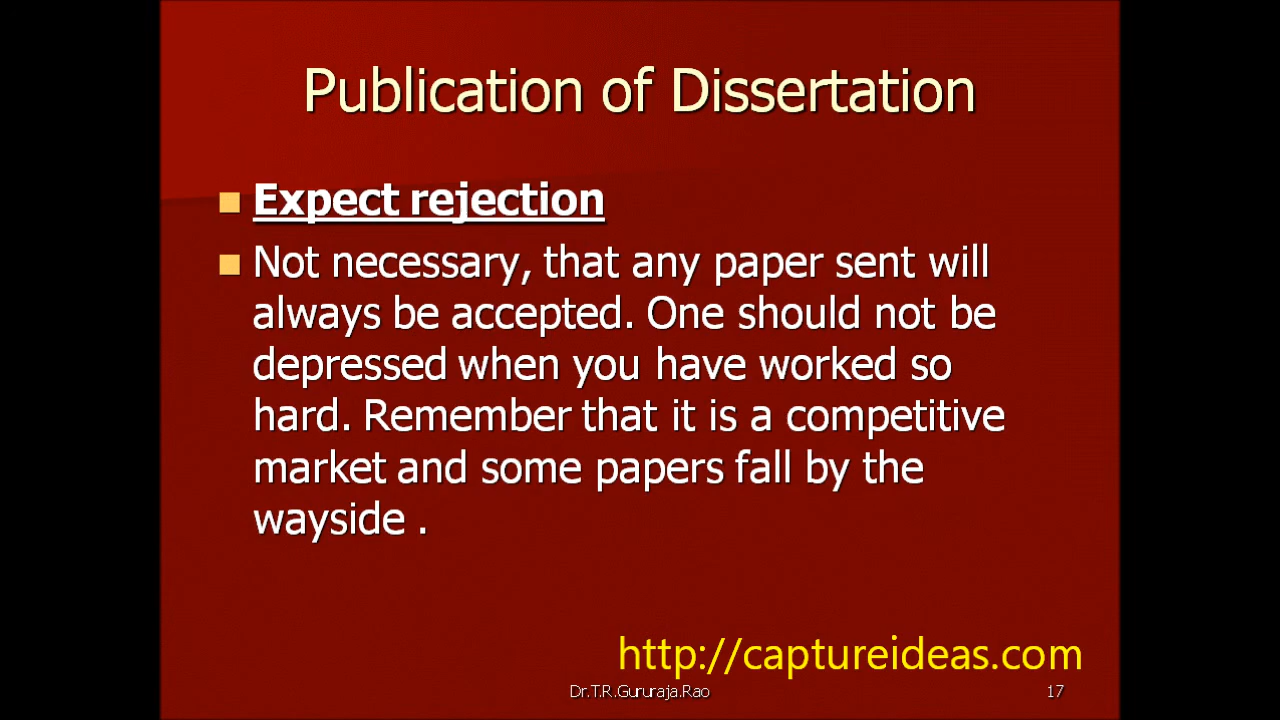 Publication of Dissertation
Expect rejection
Not necessary, that any paper sent will
always be accepted. One should not be
depressed when you have worked so
hard. Remember that it is a competitive
market and some papers fall by the
wayside .
http://captureideas.com
Dr.T.R.Gururaja.Rao 17